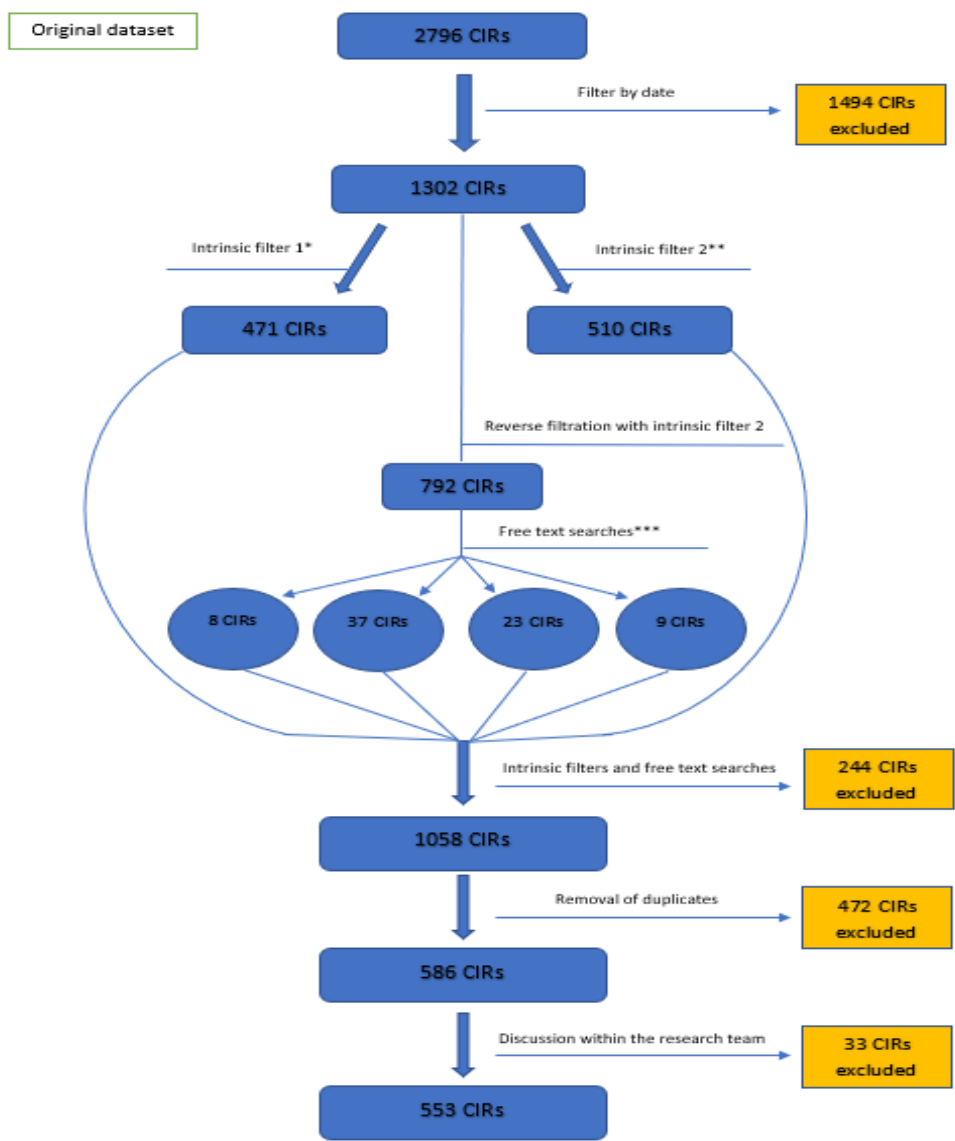 Original dataset
2796 CIRs
Filter by date
1494 CIRs
excluded
1302 CIRs
Intrinsic filter 1*
Intrinsic filter 2**
471 CIRs
510 CIRs
Reverse filtration with intrinsic filter 2
792 CIRs
Free text searches***
8 CIRs
37 CIRs
23 CIRs
9 CIRs
Intrinsic filters and free text searches
244 CIRs
excluded
1058 CIRs
Removal of duplicates
472 CIRs
excluded
586 CIRs
Discussion within the research team
33 CIRs
excluded
553 CIRs